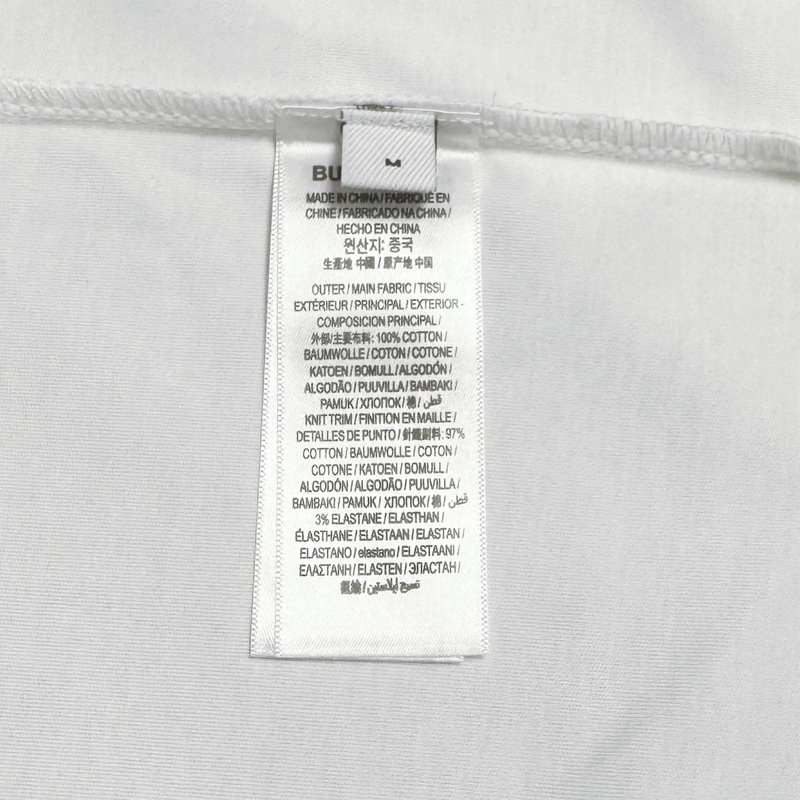 M
BU
MADE IN CHINA / FABRIQUÉ EN
CHINE / FABRICADO NA CHINA /
HECHO EN CHINA
원산지: 중국
生產地 中國 / 原产地 中国
OUTER / MAIN FABRIC / TISSU
EXTÉRIEUR / PRINCIPAL / EXTERIOR -
COMPOSICION PRINCIPAL /
外部/主要布料: 100% COTTON /
BAUMWOLLE / COTON / COTONE /
KATOEN / BOMULL / ALGODÓN /
ALGODÃO / PUUVILLA / BAMBAKI /
PAMUK / ХЛОПОК / 棉 / قطن
KNIT TRIM / FINITION EN MAILLE /
DETALLES DE PUNTO / 針織副料: 97%
COTTON / BAUMWOLLE / COTON /
COTONE / KATOEN / BOMULL /
ALGODÓN / ALGODÃO / PUUVILLA /
BAMBAKI / PAMUK / ХЛОПОК / 棉 / قطن
3% ELASTANE / ELASTHAN /
ÉLASTHANE / ELASTAAN / ELASTAN /
ELASTANO / elastano / ELASTAANI /
ΕΛΑΣΤΑΝΗ / ELASTEN / ЭЛАСТАН /
نسيج ايلاستين